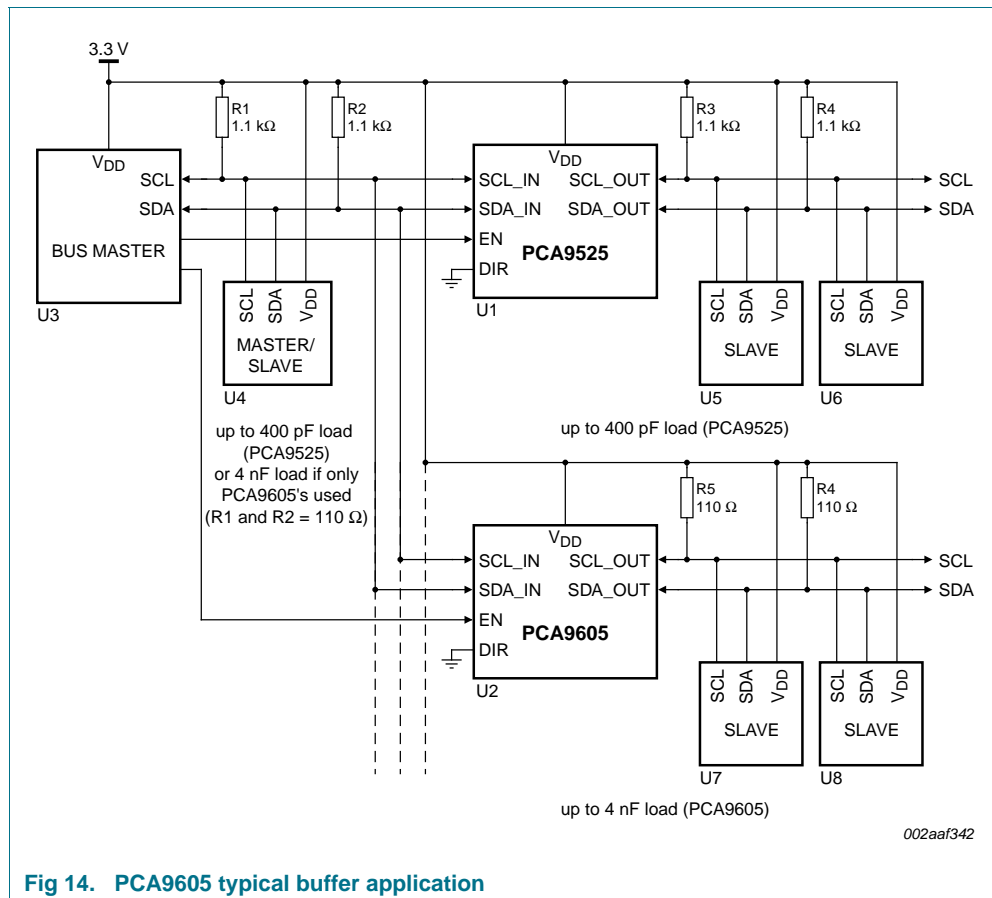 3.3 V
R1
1.1 kΩ
R2
1.1 kΩ
R3
1.1 kΩ
R4
1.1 kΩ
VDD
SCL
SDA
BUS MASTER
U3
VDD
SCL_IN
SCL_OUT
SDA_IN
SDA_OUT
EN
PCA9525
DIR
U1
SCL
SDA
SCL
SDA
VDD
MASTER/
SLAVE
U4
SCL
SDA
VDD
SLAVE
U5
SCL
SDA
VDD
SLAVE
U6
up to 400 pF load
(PCA9525)
or 4 nF load if only
PCA9605's used
(R1 and R2 = 110 Ω)
up to 400 pF load (PCA9525)
R5
110 Ω
R4
110 Ω
VDD
SCL_IN
SCL_OUT
SDA_IN
SDA_OUT
EN
PCA9605
DIR
U2
SCL
SDA
SCL
SDA
VDD
SLAVE
U7
SCL
SDA
VDD
SLAVE
U8
up to 4 nF load (PCA9605)
002aaf342
Fig 14. PCA9605 typical buffer application